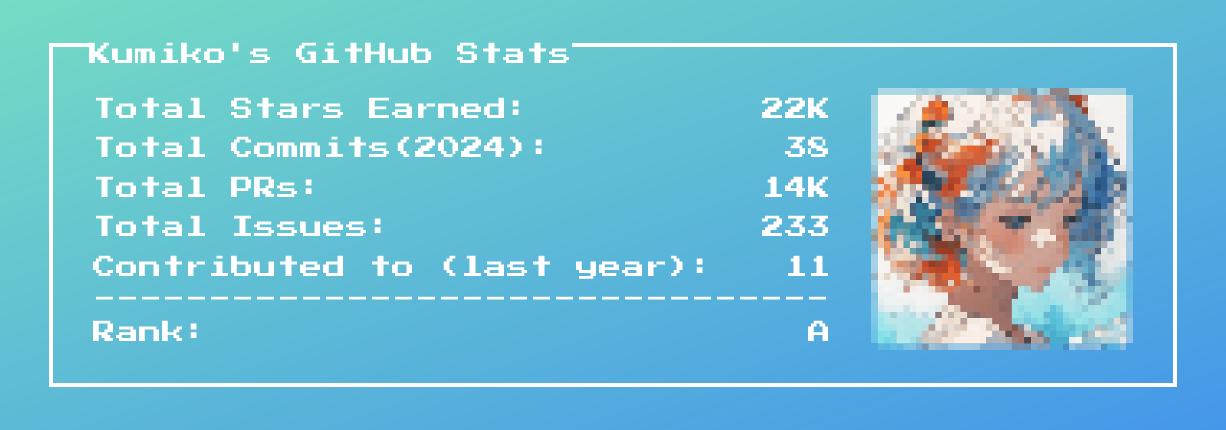 Kumiko's GitHub Stats
Total Stars Earned: 22K
Total Commits(2024): 38
Total PRs: 14K
Total Issues: 233
Contributed to (last year): 11
--------------------------------
Rank: A